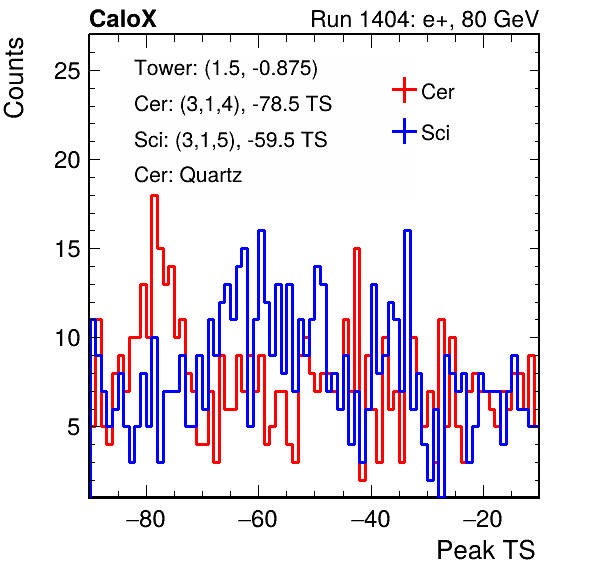 CaloX
Run 1404: e+, 80 GeV
Counts
Tower: (1.5, -0.875)
Cer: (3,1,4), -78.5 TS
Sci: (3,1,5), -59.5 TS
Cer: Quartz
Cer
Sci
25
20
15
10
5
−80
−60
−40
−20
Peak TS